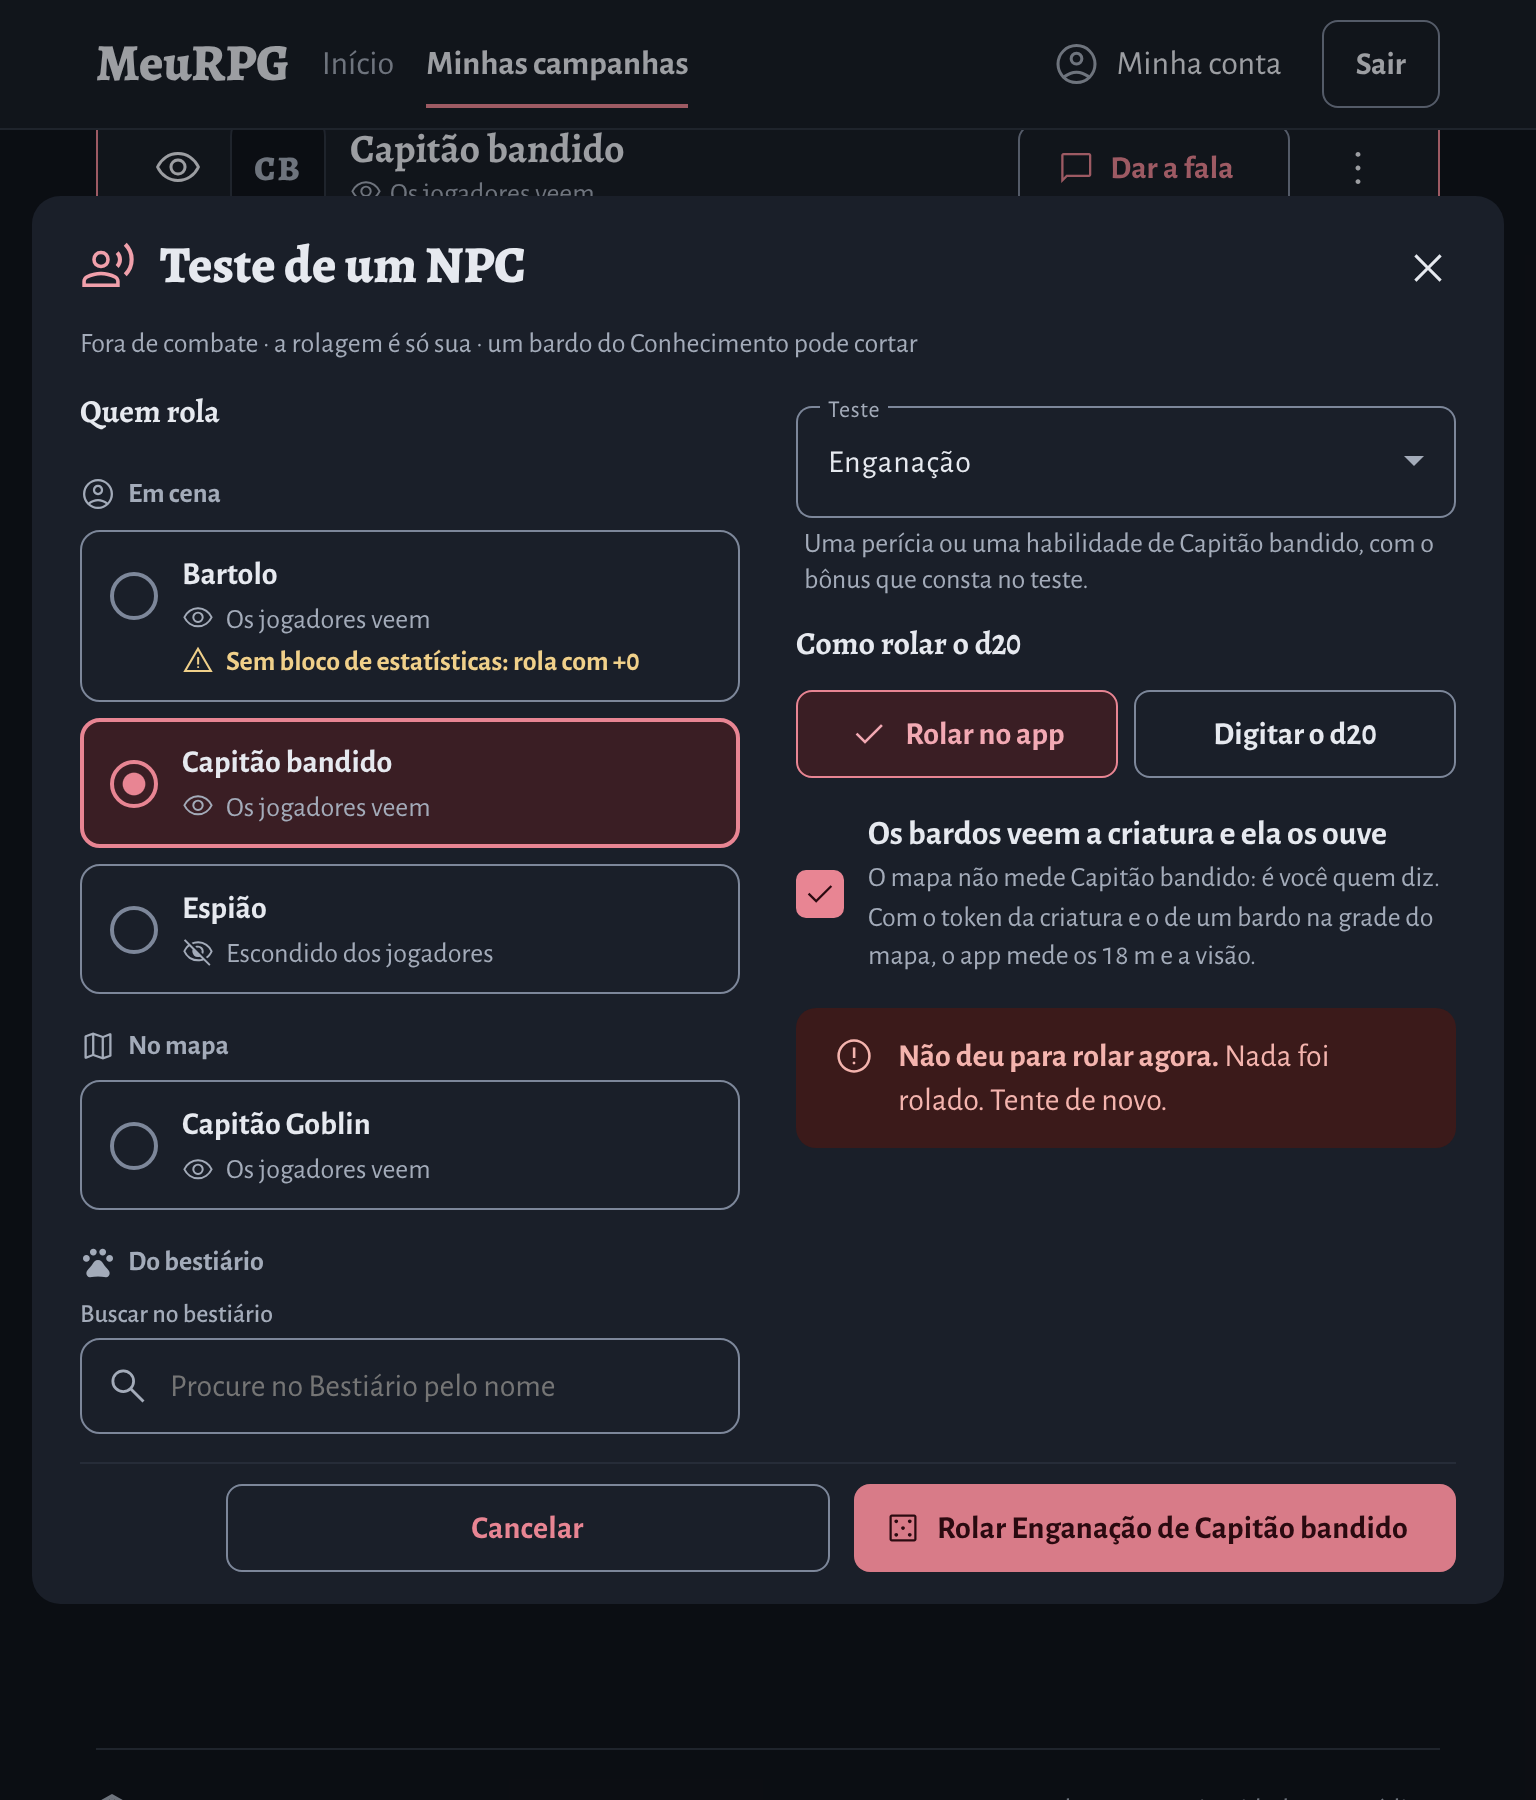 MeuRPG Início Minhas campanhas Minha conta Sair
CB Capitão bandido Dar a fala
Os jogadores veem
Teste de um NPC
Fora de combate · a rolagem é só sua · um bardo do Conhecimento pode cortar
Quem rola
Em cena
Bartolo
Os jogadores veem
Sem bloco de estatísticas: rola com +0
Capitão bandido
Os jogadores veem
Espião
Escondido dos jogadores
No mapa
Capitão Goblin
Os jogadores veem
Do bestiário
Buscar no bestiário
Procure no Bestiário pelo nome
Teste
Enganação
Uma perícia ou uma habilidade de Capitão bandido, com o
bônus que consta no teste.
Como rolar o d20
Rolar no app Digitar o d20
Os bardos veem a criatura e ela os ouve
O mapa não mede Capitão bandido: é você quem diz.
Com o token da criatura e o de um bardo na grade do
mapa, o app mede os 18 m e a visão.
Não deu para rolar agora. Nada foi
rolado. Tente de novo.
Cancelar Rolar Enganação de Capitão bandido